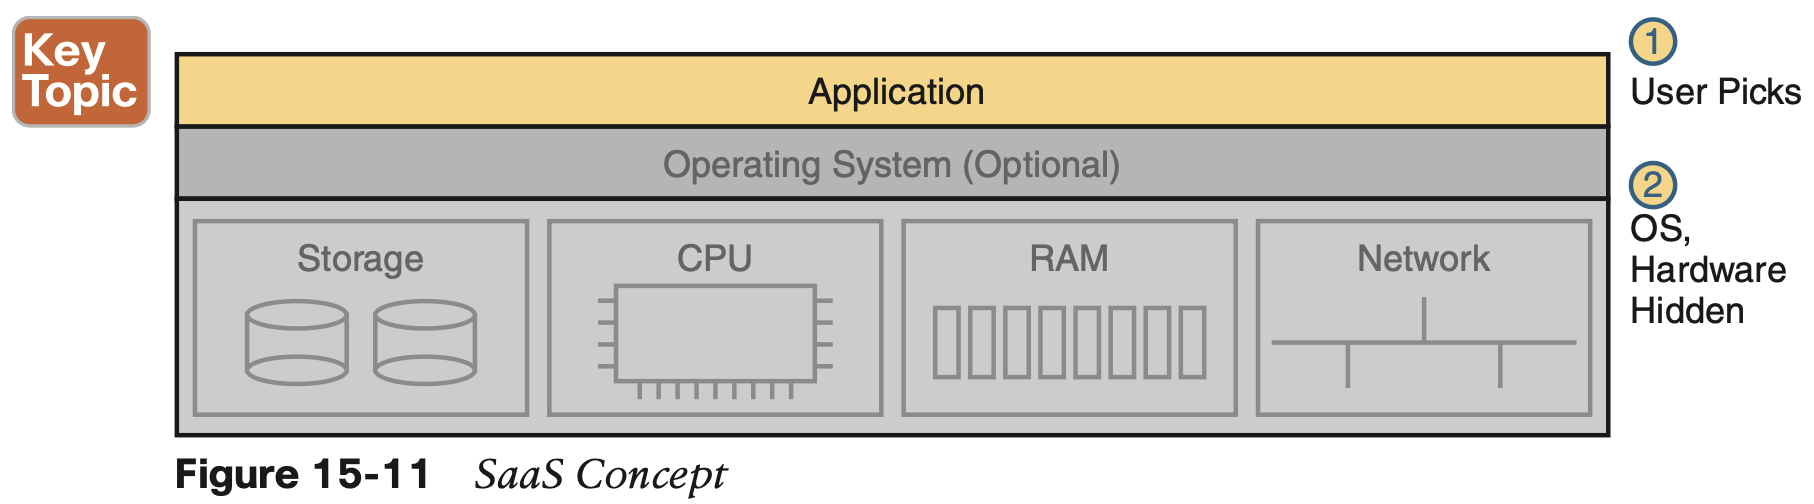 Key
Topic
Application
1
User Picks
Operating System (Optional)
2
OS,
Hardware
Hidden
Storage
CPU
RAM
Network
Figure 15-11 SaaS Concept